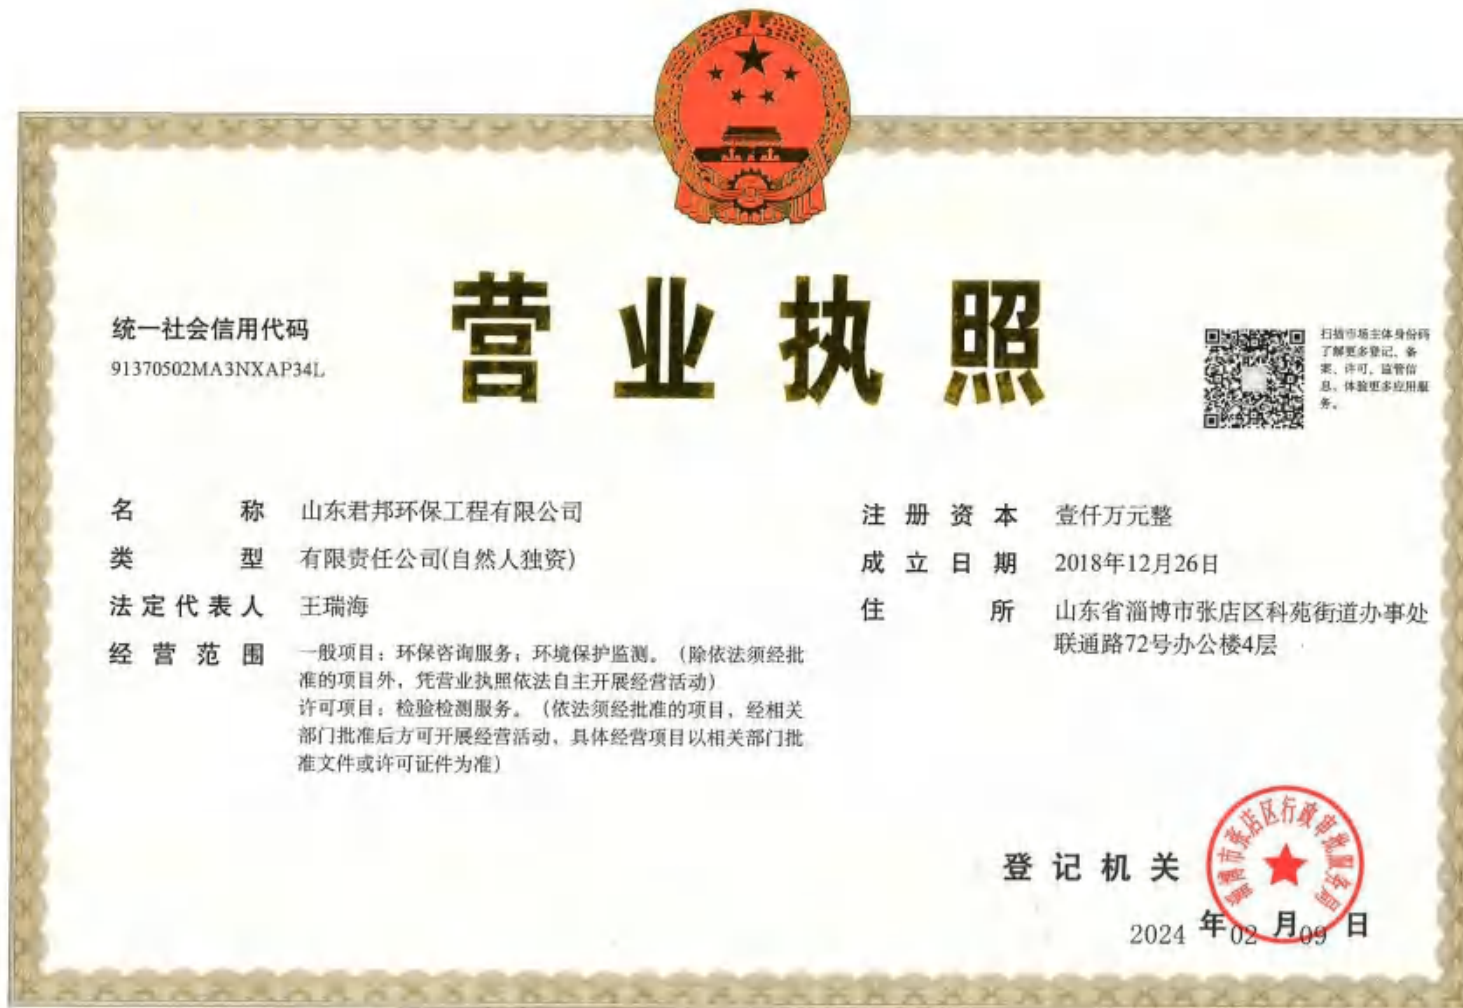 营业执照
统一社会信用代码
91370502MA3NXAP34L
扫描市场主体身份码
了解更多登记、备
案、许可、监管信
息，体验更多应用服
务。
名称 山东君邦环保工程有限公司
类型 有限责任公司(自然人独资)
法定代表人 王瑞海
经营范围 一般项目：环保咨询服务；环境保护监测。（除依法须经批
准的项目外，凭营业执照依法自主开展经营活动）
许可项目：检验检测服务。（依法须经批准的项目，经相关
部门批准后方可开展经营活动，具体经营项目以相关部门批
准文件或许可证件为准）
注册资本 壹仟万元整
成立日期 2018年12月26日
住所 山东省淄博市张店区科苑街道办事处
联通路72号办公楼4层
登记机关
淄博市张店区行政审批服务局
2024年02月09日